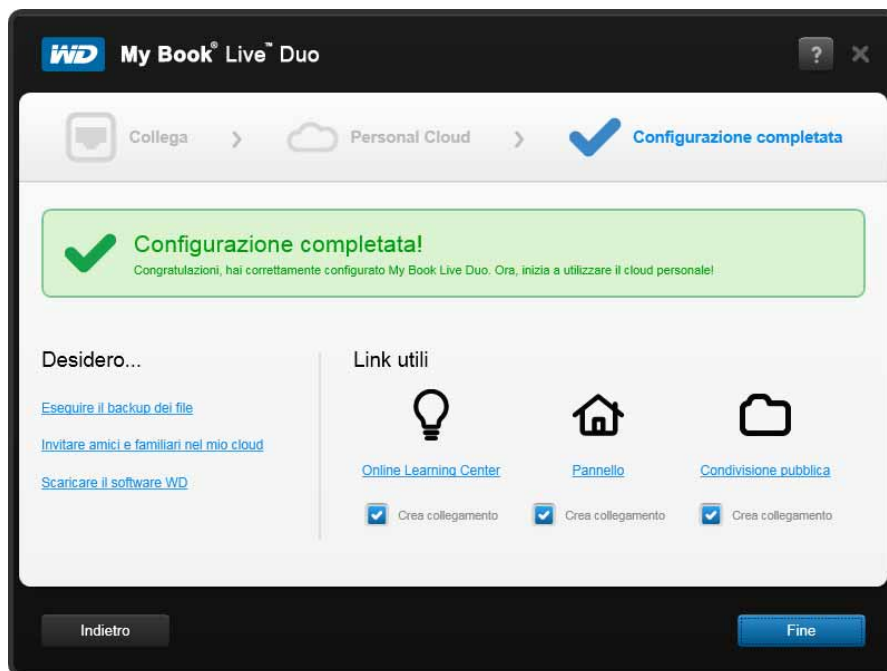 WD My Book® Live™ Duo ?
Collega > Personal Cloud > Configurazione completata
Configurazione completata!
Congratulazioni, hai correttamente configurato My Book Live Duo. Ora, inizia a utilizzare il cloud personale!
Desidero...
Eseguire il backup dei file
Invitare amici e familiari nel mio cloud
Scaricare il software WD
Link utili
Online Learning Center Pannello Condivisione pubblica
Crea collegamento Crea collegamento Crea collegamento
Indietro Fine